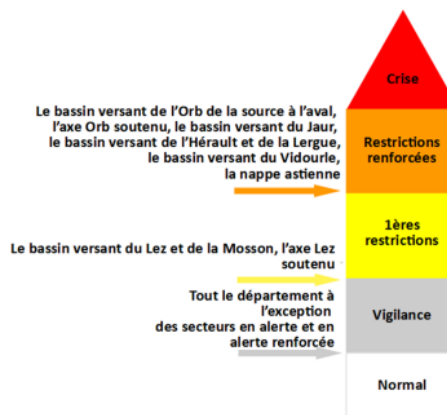 Crise
Le bassin versant de l'Orb de la source à l'aval,
l'axe Orb soutenu, le bassin versant du Jaur,
le bassin versant de l'Hérault et de la Lergue,
le bassin versant du Vidourle,
la nappe astienne
Restrictions
renforcées
Le bassin versant du Lez et de la Mosson, l'axe Lez
soutenu
1ères
restrictions
Tout le département à
l'exception
des secteurs en alerte et en
alerte renforcée
Vigilance
Normal